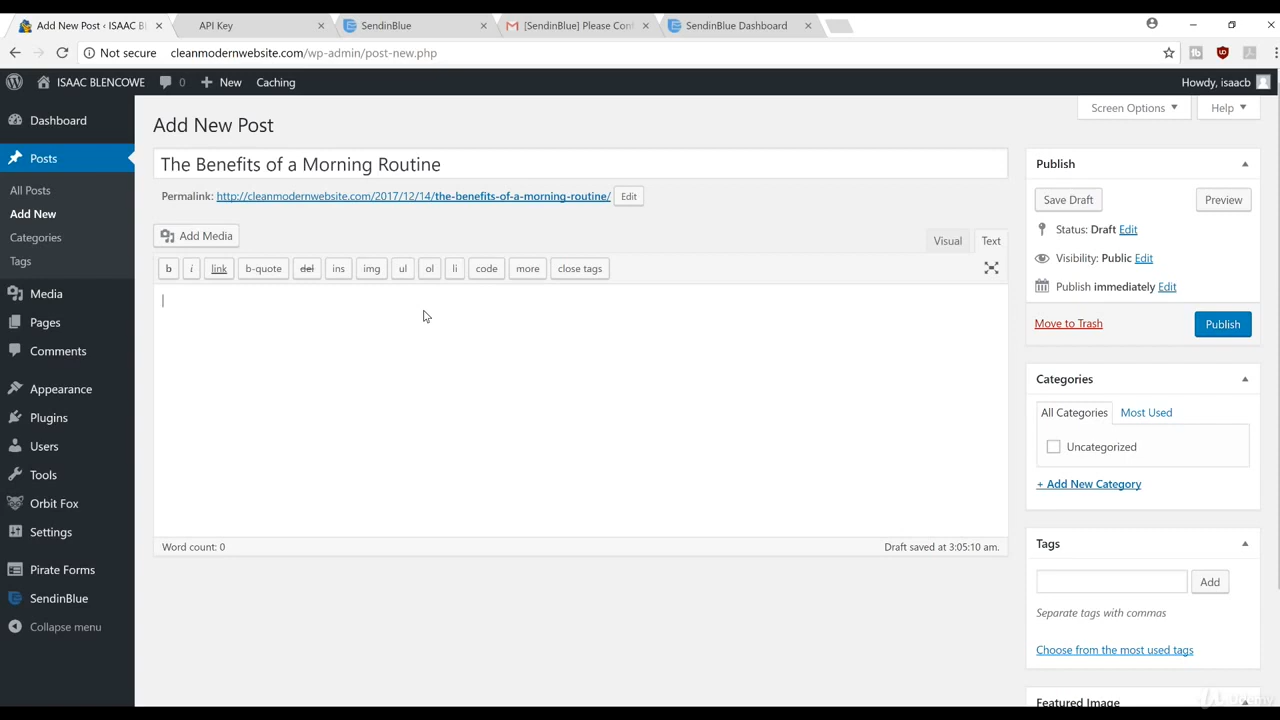 Add New Post ‹ ISAAC B
API Key
SendinBlue
[SendinBlue] Please Con
SendinBlue Dashboard
Not secure cleanmodernwebsite.com/wp-admin/post-new.php
ISAAC BLENCOWE 0 + New Caching Howdy, isaacb
Screen Options Help
Dashboard
Posts
All Posts
Add New
Categories
Tags
Media
Pages
Comments
Appearance
Plugins
Users
Tools
Orbit Fox
Settings
Pirate Forms
SendinBlue
Collapse menu
Add New Post
The Benefits of a Morning Routine
Permalink: http://cleanmodernwebsite.com/2017/12/14/the-benefits-of-a-morning-routine/ Edit
Add Media
Visual Text
b i link b-quote del ins img ul ol li code more close tags
Word count: 0 Draft saved at 3:05:10 am.
Publish
Save Draft Preview
Status: Draft Edit
Visibility: Public Edit
Publish immediately Edit
Move to Trash Publish
Categories
All Categories Most Used
Uncategorized
+ Add New Category
Tags
Add
Separate tags with commas
Choose from the most used tags
Featured Image
Udemy